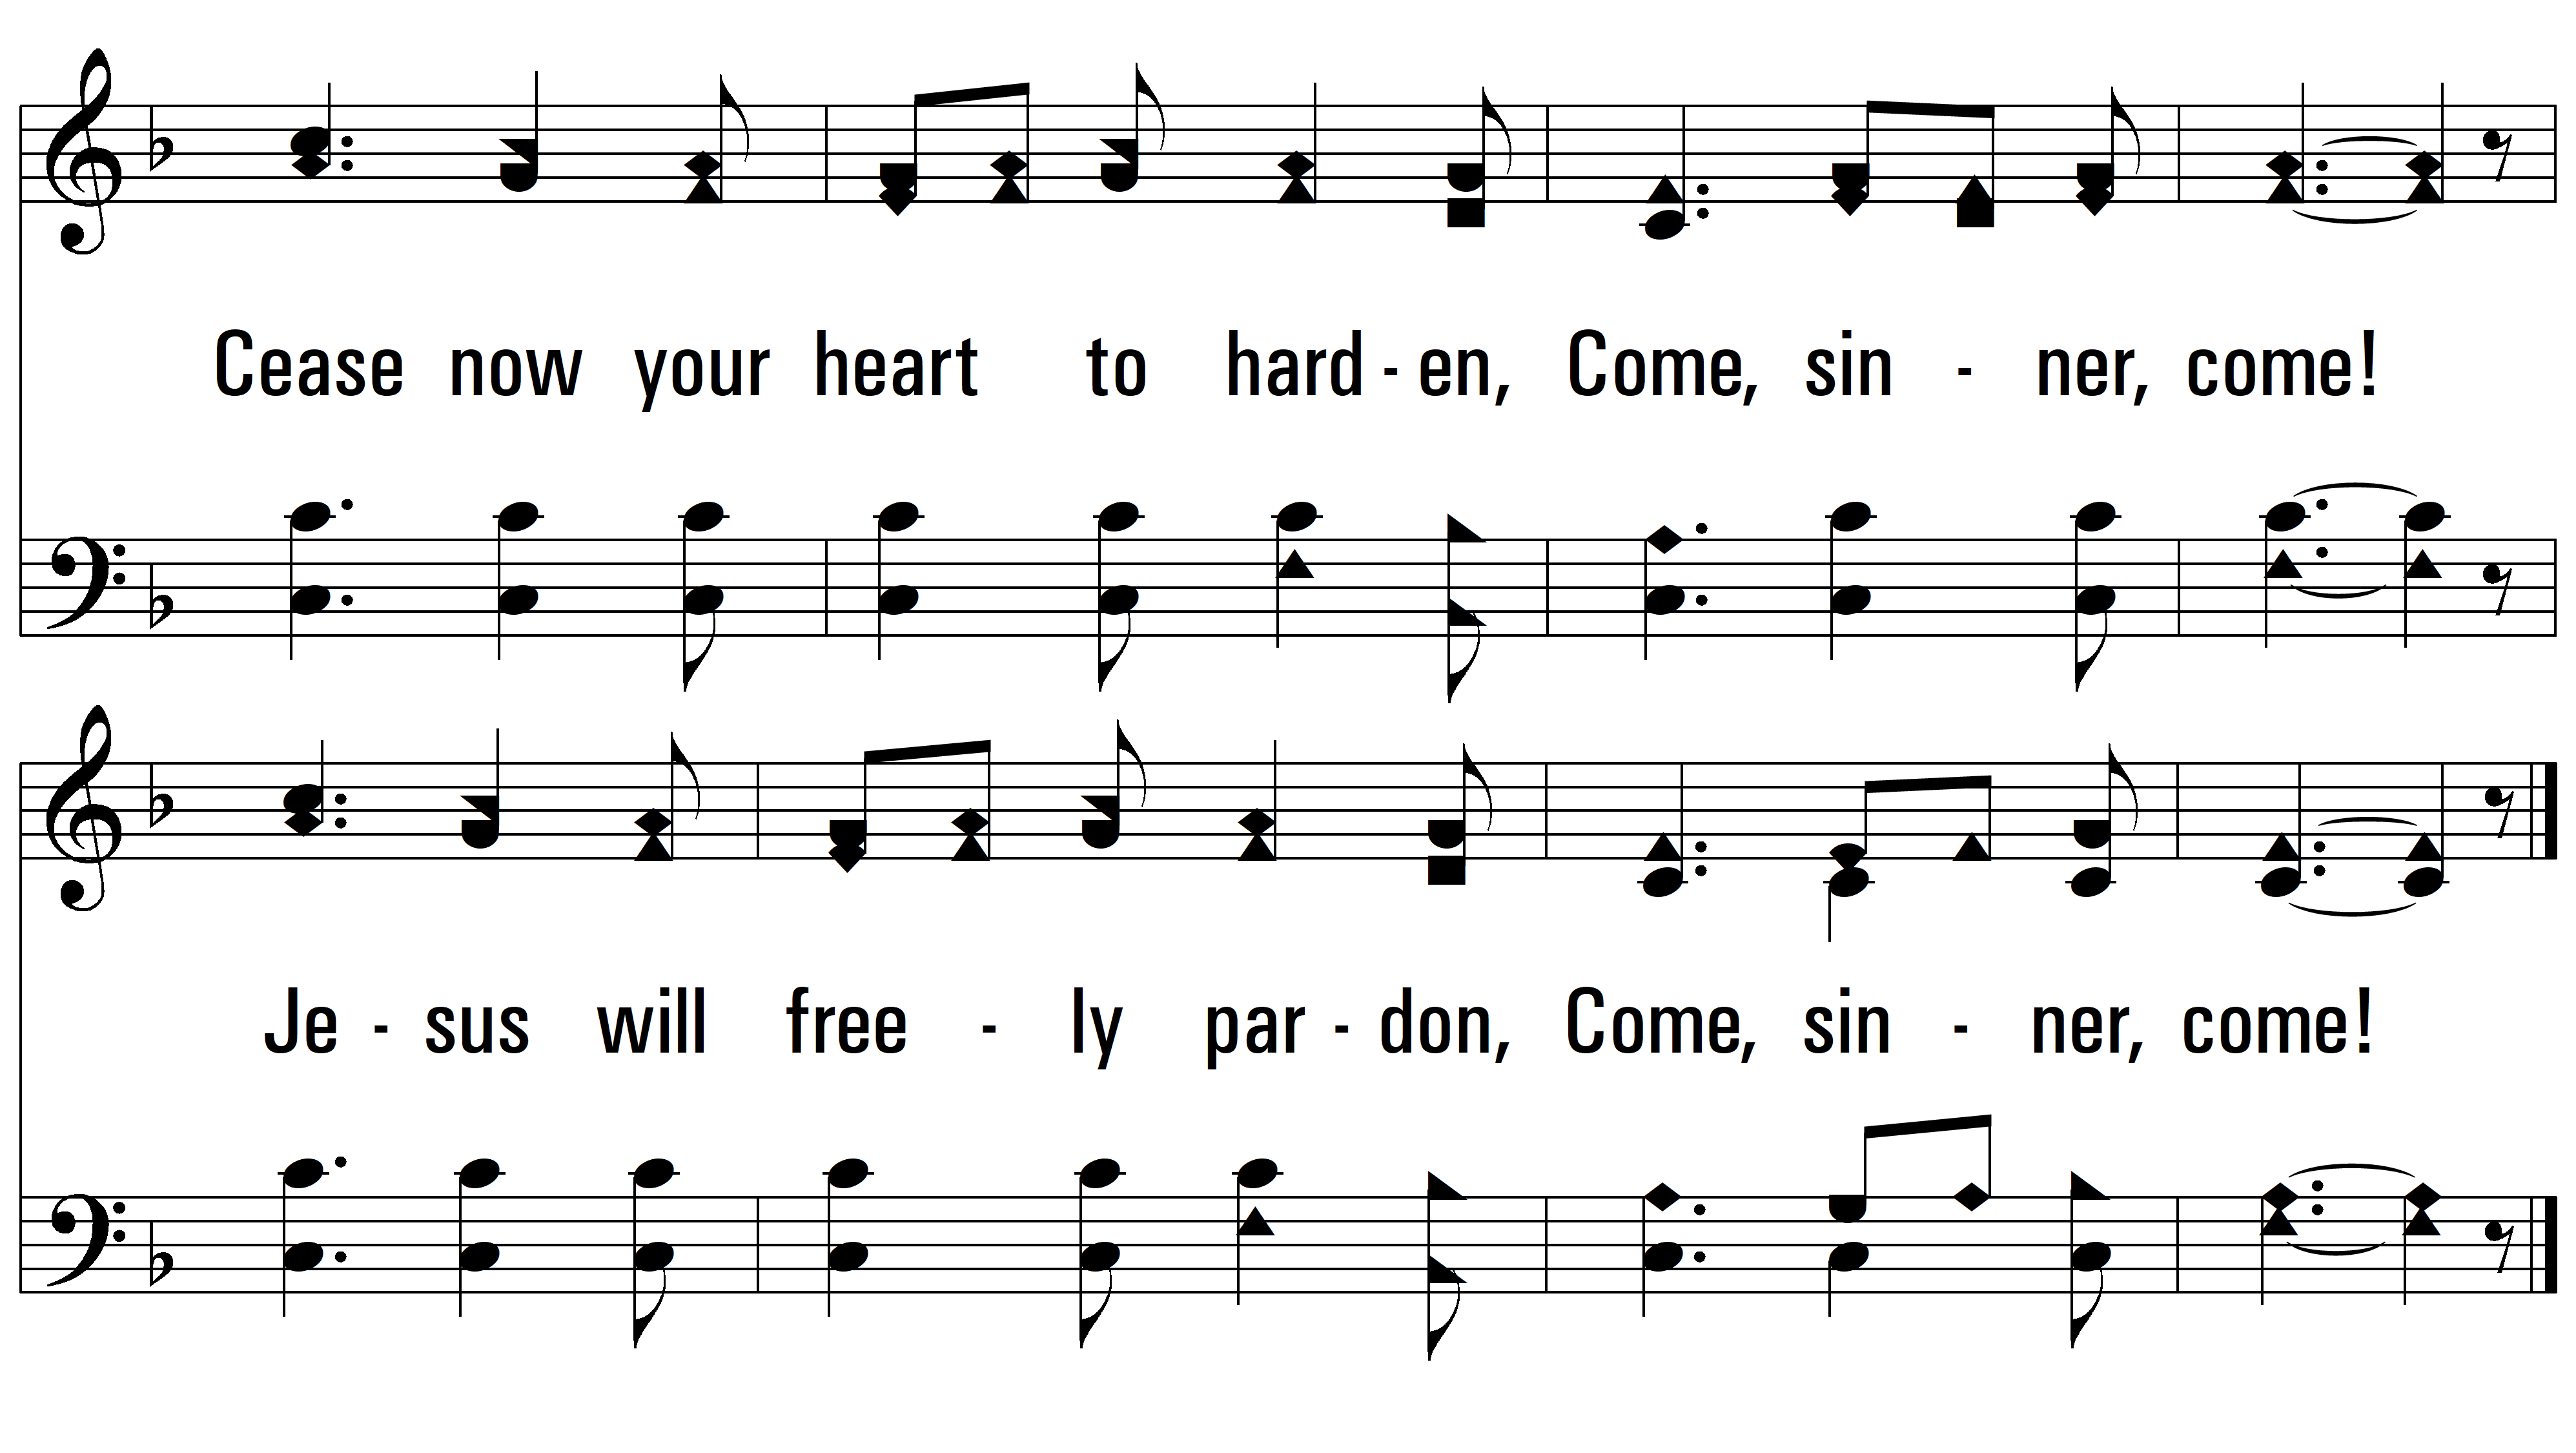 Cease now your heart to hard - en, Come, sin - ner, come!
Je - sus will free - ly par - don, Come, sin - ner, come!